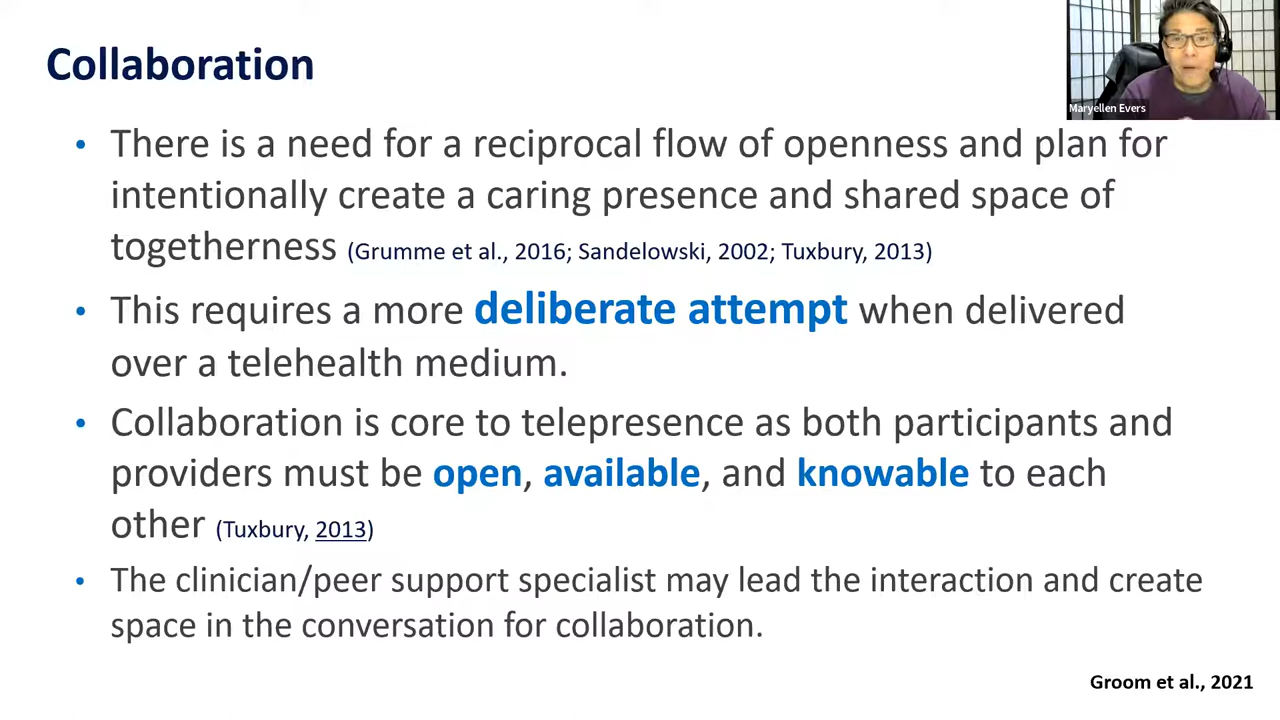 Collaboration
Maryellen Evers
• There is a need for a reciprocal flow of openness and plan for
intentionally create a caring presence and shared space of
togetherness (Grumme et al., 2016; Sandelowski, 2002; Tuxbury, 2013)
• This requires a more deliberate attempt when delivered
over a telehealth medium.
• Collaboration is core to telepresence as both participants and
providers must be open, available, and knowable to each
other (Tuxbury, 2013)
• The clinician/peer support specialist may lead the interaction and create
space in the conversation for collaboration.
Groom et al., 2021